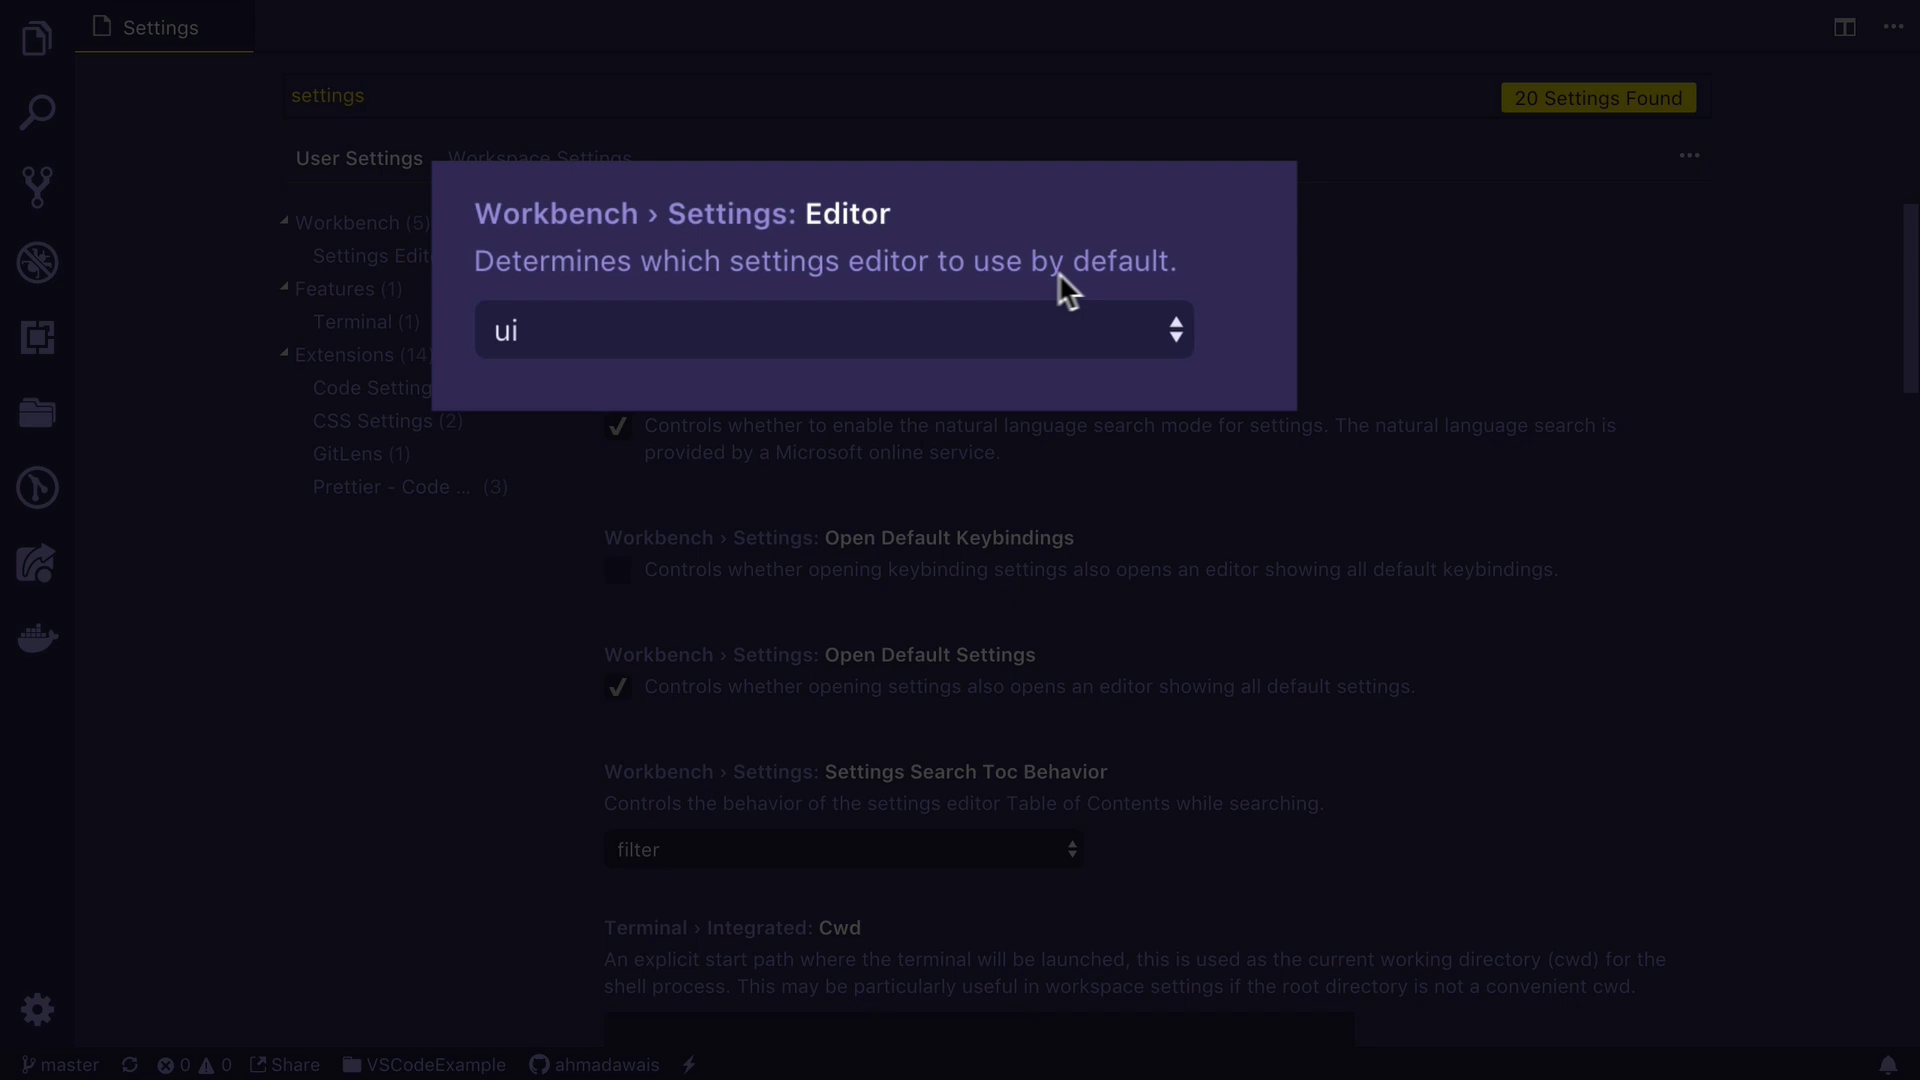 Settings
settings
20 Settings Found
User Settings
Workspace Settings
Workbench › Settings: Editor
Determines which settings editor to use by default.
ui
Workbench (5)
Settings Edit
Features (1)
Terminal (1)
Extensions (14)
Code Setting
CSS Settings (2)
GitLens (1)
Prettier - Code ... (3)
Controls whether to enable the natural language search mode for settings. The natural language search is
provided by a Microsoft online service.
Workbench › Settings: Open Default Keybindings
Controls whether opening keybinding settings also opens an editor showing all default keybindings.
Workbench › Settings: Open Default Settings
Controls whether opening settings also opens an editor showing all default settings.
Workbench › Settings: Settings Search Toc Behavior
Controls the behavior of the settings editor Table of Contents while searching.
filter
Terminal › Integrated: Cwd
An explicit start path where the terminal will be launched, this is used as the current working directory (cwd) for the
shell process. This may be particularly useful in workspace settings if the root directory is not a convenient cwd.
master 0 0 Share VSCodeExample ahmadawais